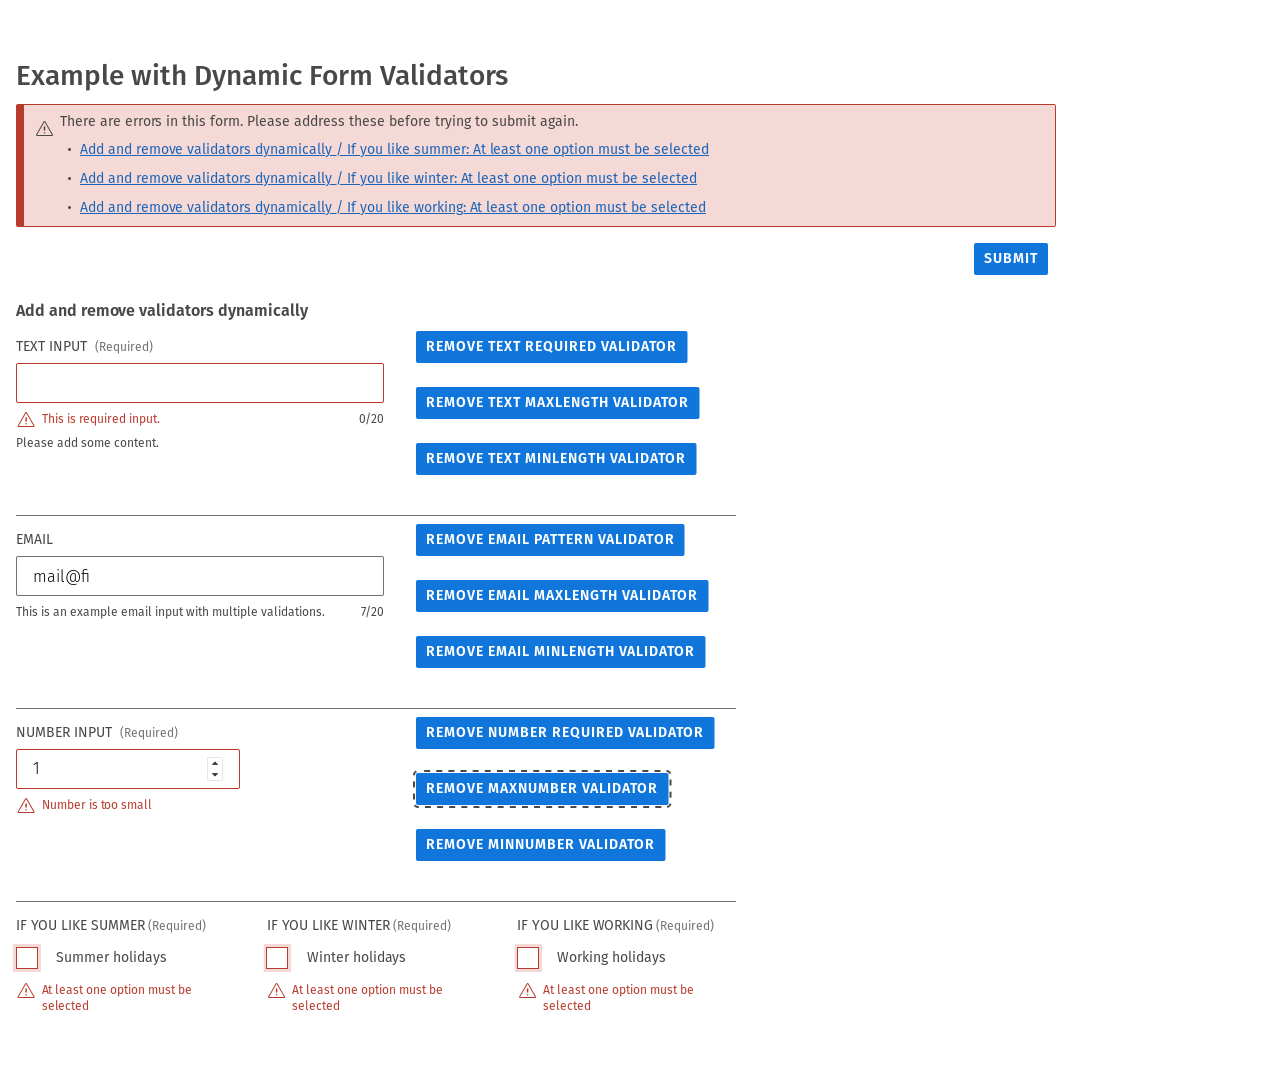 Example with Dynamic Form Validators
There are errors in this form. Please address these before trying to submit again.
• Add and remove validators dynamically / If you like summer: At least one option must be selected
• Add and remove validators dynamically / If you like winter: At least one option must be selected
• Add and remove validators dynamically / If you like working: At least one option must be selected
SUBMIT
Add and remove validators dynamically
TEXT INPUT (Required)
This is required input. 0/20
Please add some content.
REMOVE TEXT REQUIRED VALIDATOR
REMOVE TEXT MAXLENGTH VALIDATOR
REMOVE TEXT MINLENGTH VALIDATOR
EMAIL
mail@fi
This is an example email input with multiple validations. 7/20
REMOVE EMAIL PATTERN VALIDATOR
REMOVE EMAIL MAXLENGTH VALIDATOR
REMOVE EMAIL MINLENGTH VALIDATOR
NUMBER INPUT (Required)
1
Number is too small
REMOVE NUMBER REQUIRED VALIDATOR
REMOVE MAXNUMBER VALIDATOR
REMOVE MINNUMBER VALIDATOR
IF YOU LIKE SUMMER (Required)
Summer holidays
At least one option must be
selected
IF YOU LIKE WINTER (Required)
Winter holidays
At least one option must be
selected
IF YOU LIKE WORKING (Required)
Working holidays
At least one option must be
selected